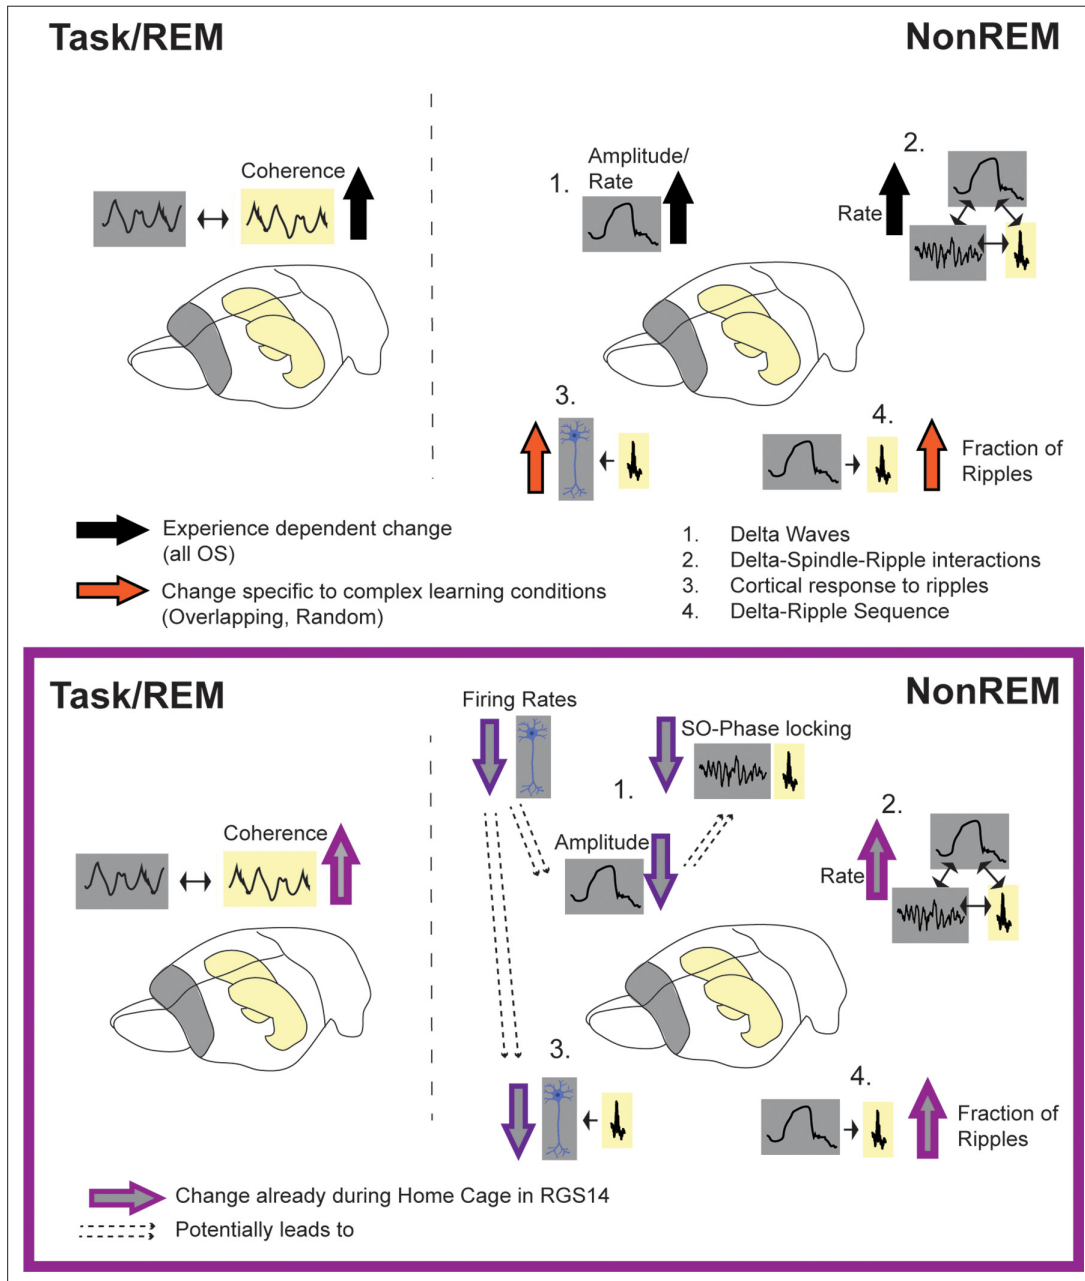 Task/REM
NonREM
Coherence
1.
Amplitude/
Rate
2.
Rate
3.
4.
Fraction of
Ripples
Experience dependent change
(all OS)
Change specific to complex learning conditions
(Overlapping, Random)
1. Delta Waves
2. Delta-Spindle-Ripple interactions
3. Cortical response to ripples
4. Delta-Ripple Sequence
Task/REM
NonREM
Firing Rates
SO-Phase locking
1.
Amplitude
2.
Rate
Coherence
3.
4.
Fraction of
Ripples
Change already during Home Cage in RGS14
Potentially leads to